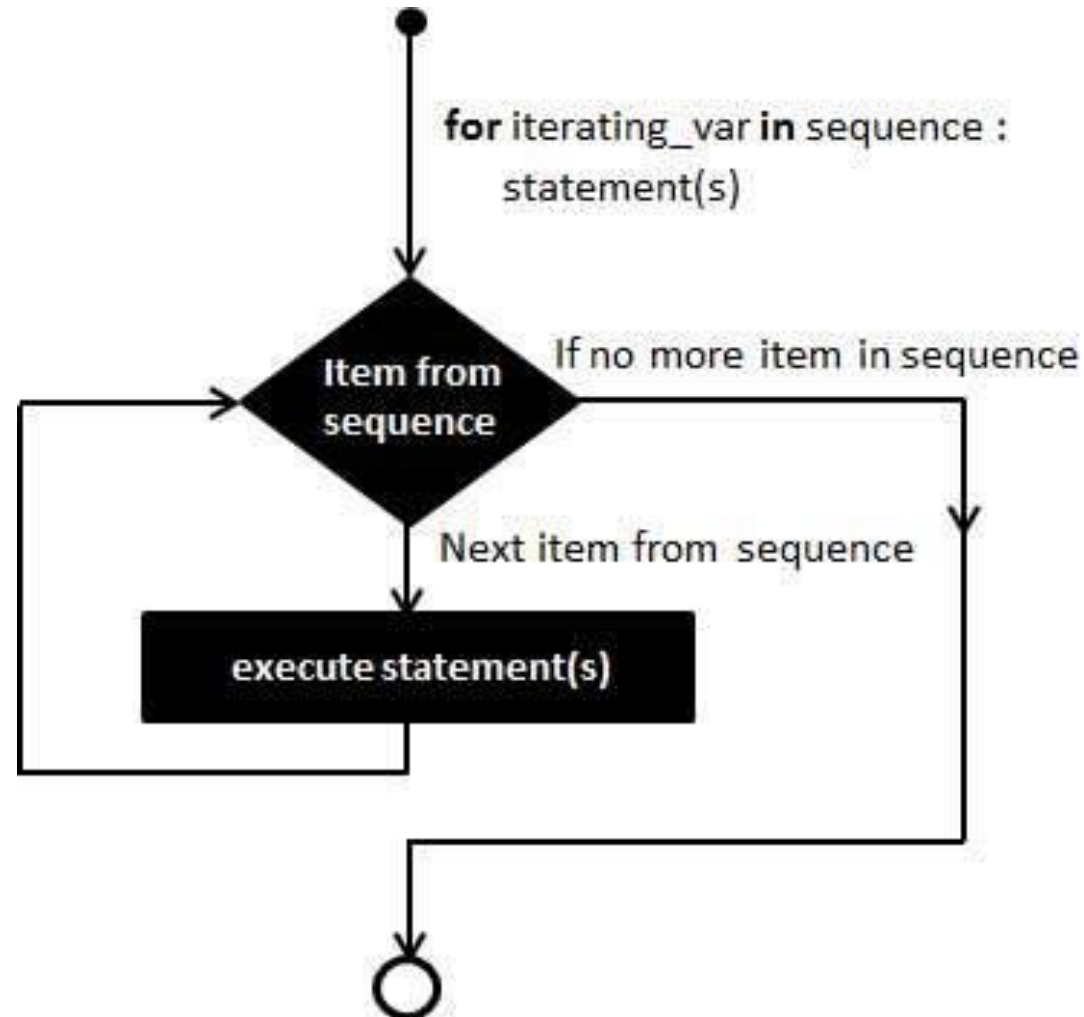 for iterating_var in sequence :
statement(s)
If no more item in sequence
Item from
sequence
Next item from sequence
execute statement(s)